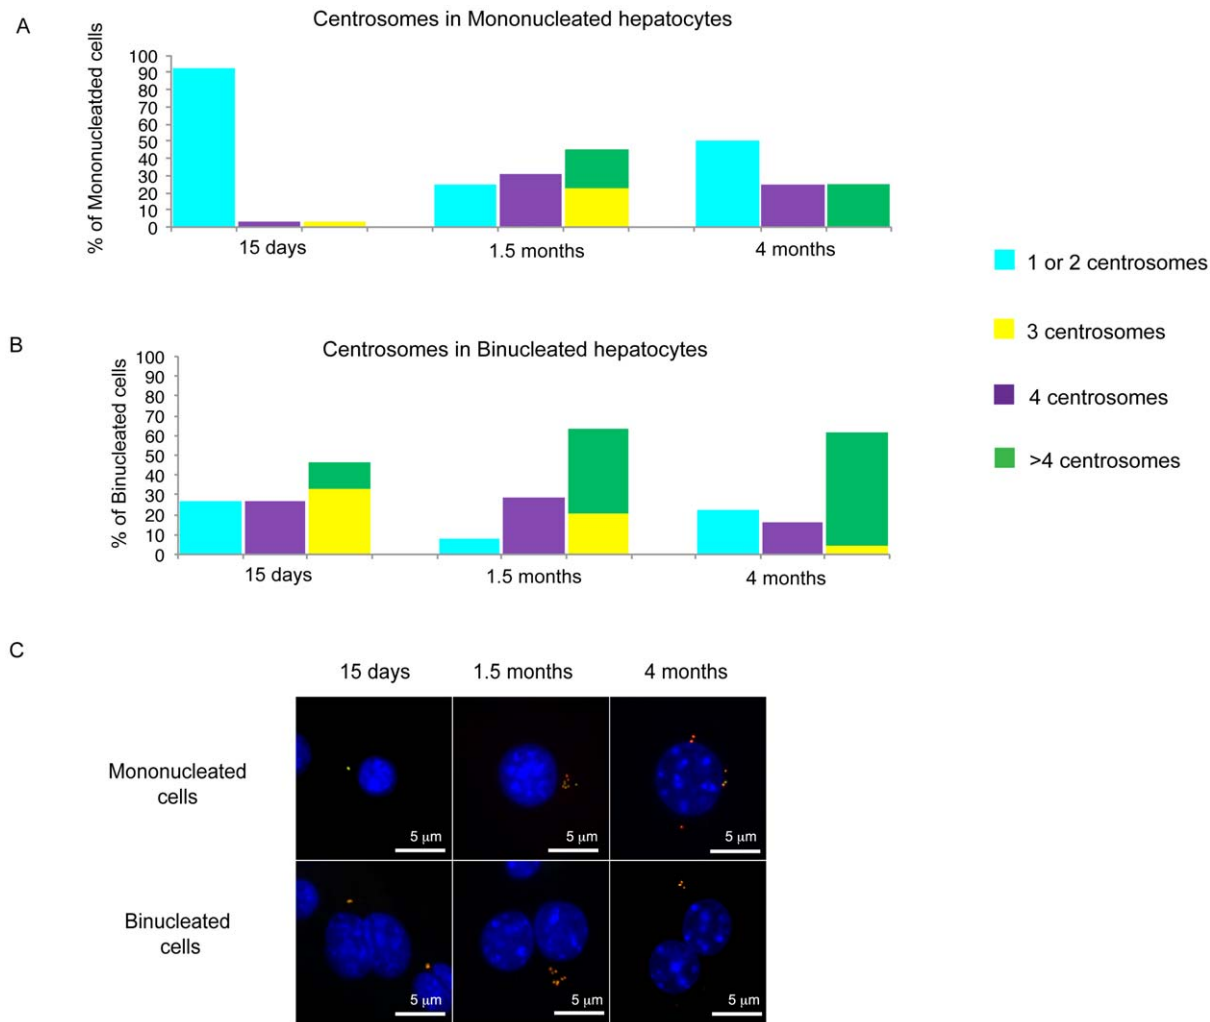 A
Centrosomes in Mononucleated hepatocytes
% of Mononucleatded cells
100
90
80
70
60
50
40
30
20
10
0
15 days
1.5 months
4 months
1 or 2 centrosomes
3 centrosomes
4 centrosomes
>4 centrosomes
B
Centrosomes in Binucleated hepatocytes
% of Binucleated cells
100
90
80
70
60
50
40
30
20
10
0
15 days
1.5 months
4 months
C
15 days
1.5 months
4 months
Mononucleated
cells
5 µm
5 µm
5 µm
Binucleated
cells
5 µm
5 µm
5 µm